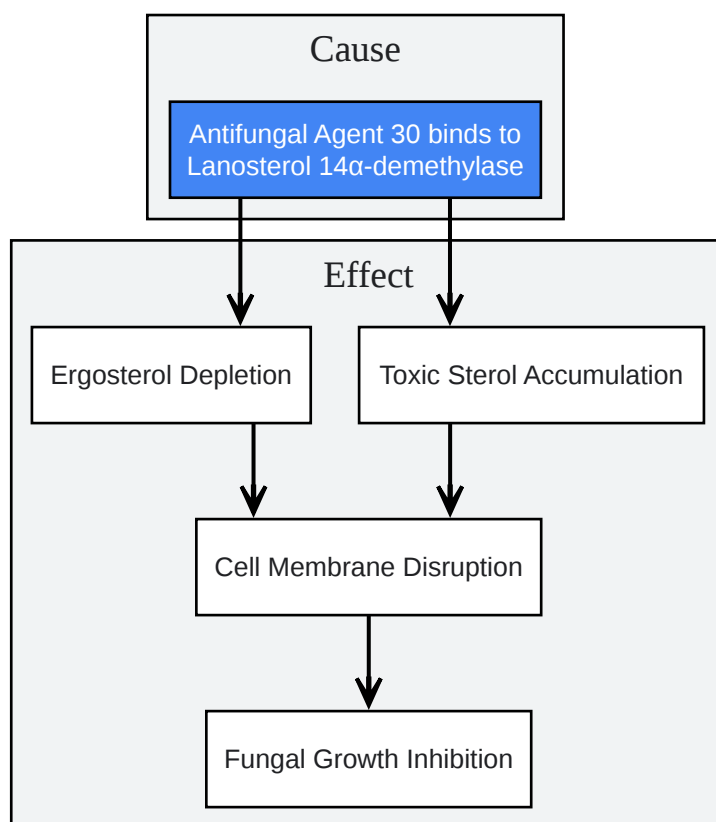 Cause
Antifungal Agent 30 binds to
Lanosterol 14α-demethylase
Effect
Ergosterol Depletion
Toxic Sterol Accumulation
Cell Membrane Disruption
Fungal Growth Inhibition